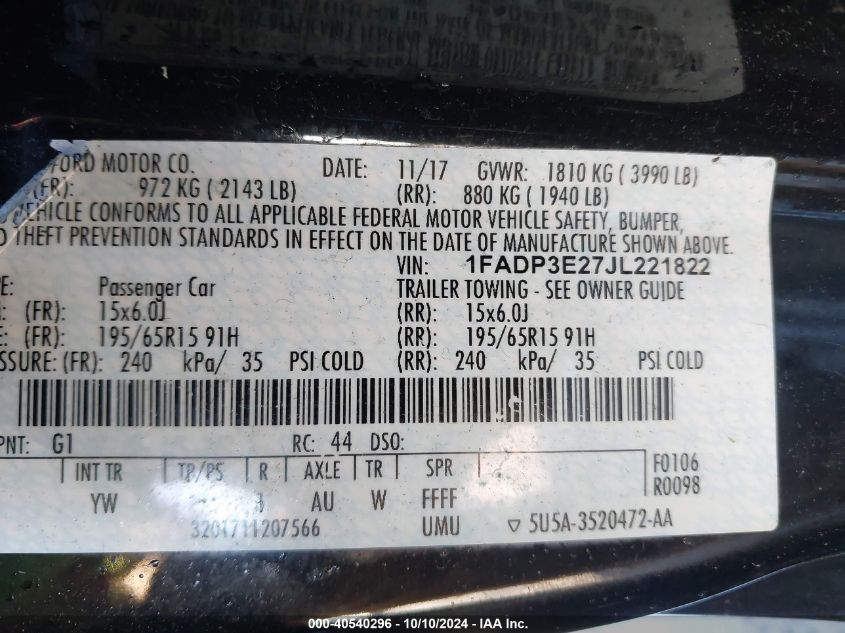 FORD MOTOR CO. DATE: 11/17 GVWR: 1810 KG ( 3990 LB)
(FR): 972 KG ( 2143 LB) (RR): 880 KG ( 1940 LB)
VEHICLE CONFORMS TO ALL APPLICABLE FEDERAL MOTOR VEHICLE SAFETY, BUMPER,
THEFT PREVENTION STANDARDS IN EFFECT ON THE DATE OF MANUFACTURE SHOWN ABOVE.
VIN: 1FADP3E27JL221822
E: Passenger Car TRAILER TOWING - SEE OWNER GUIDE
(FR): 15x6.0J (RR): 15x6.0J
(FR): 195/65R15 91H (RR): 195/65R15 91H
SSURE: (FR): 240 kPa/ 35 PSI COLD (RR): 240 kPa/ 35 PSI COLD
PNT: G1 RC: 44 DSO:
INT TR TP/PS R AXLE TR SPR F0106
YW AU W FFFF R0098
3201711207566 UMU 5U5A-3520472-AA
000-40540296 - 10/10/2024 - IAA Inc.